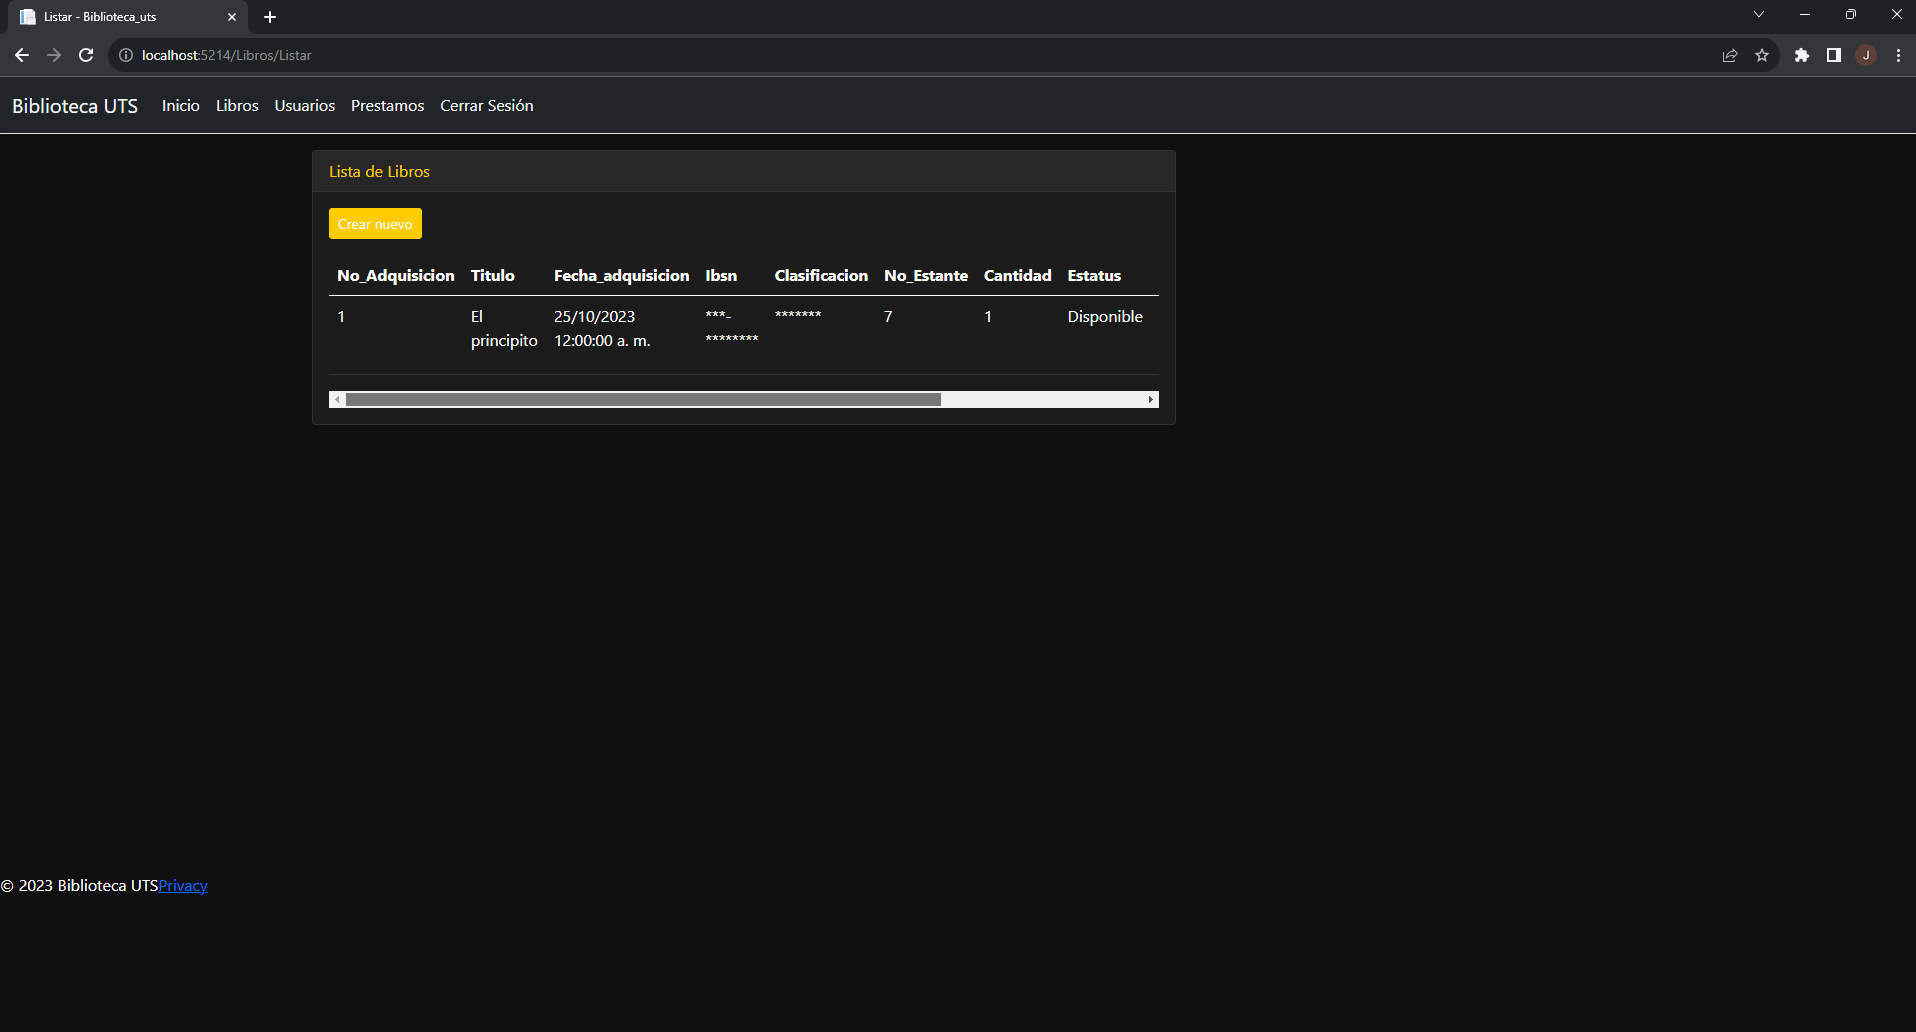 Listar - Biblioteca_uts
localhost:5214/Libros/Listar
J
Biblioteca UTS Inicio Libros Usuarios Prestamos Cerrar Sesión
Lista de Libros
Crear nuevo
No_Adquisicion Titulo Fecha_adquisicion Ibsn Clasificacion No_Estante Cantidad Estatus
1 El 25/10/2023 ***- ******* 7 1 Disponible
principito 12:00:00 a. m. ********
© 2023 Biblioteca UTSPrivacy